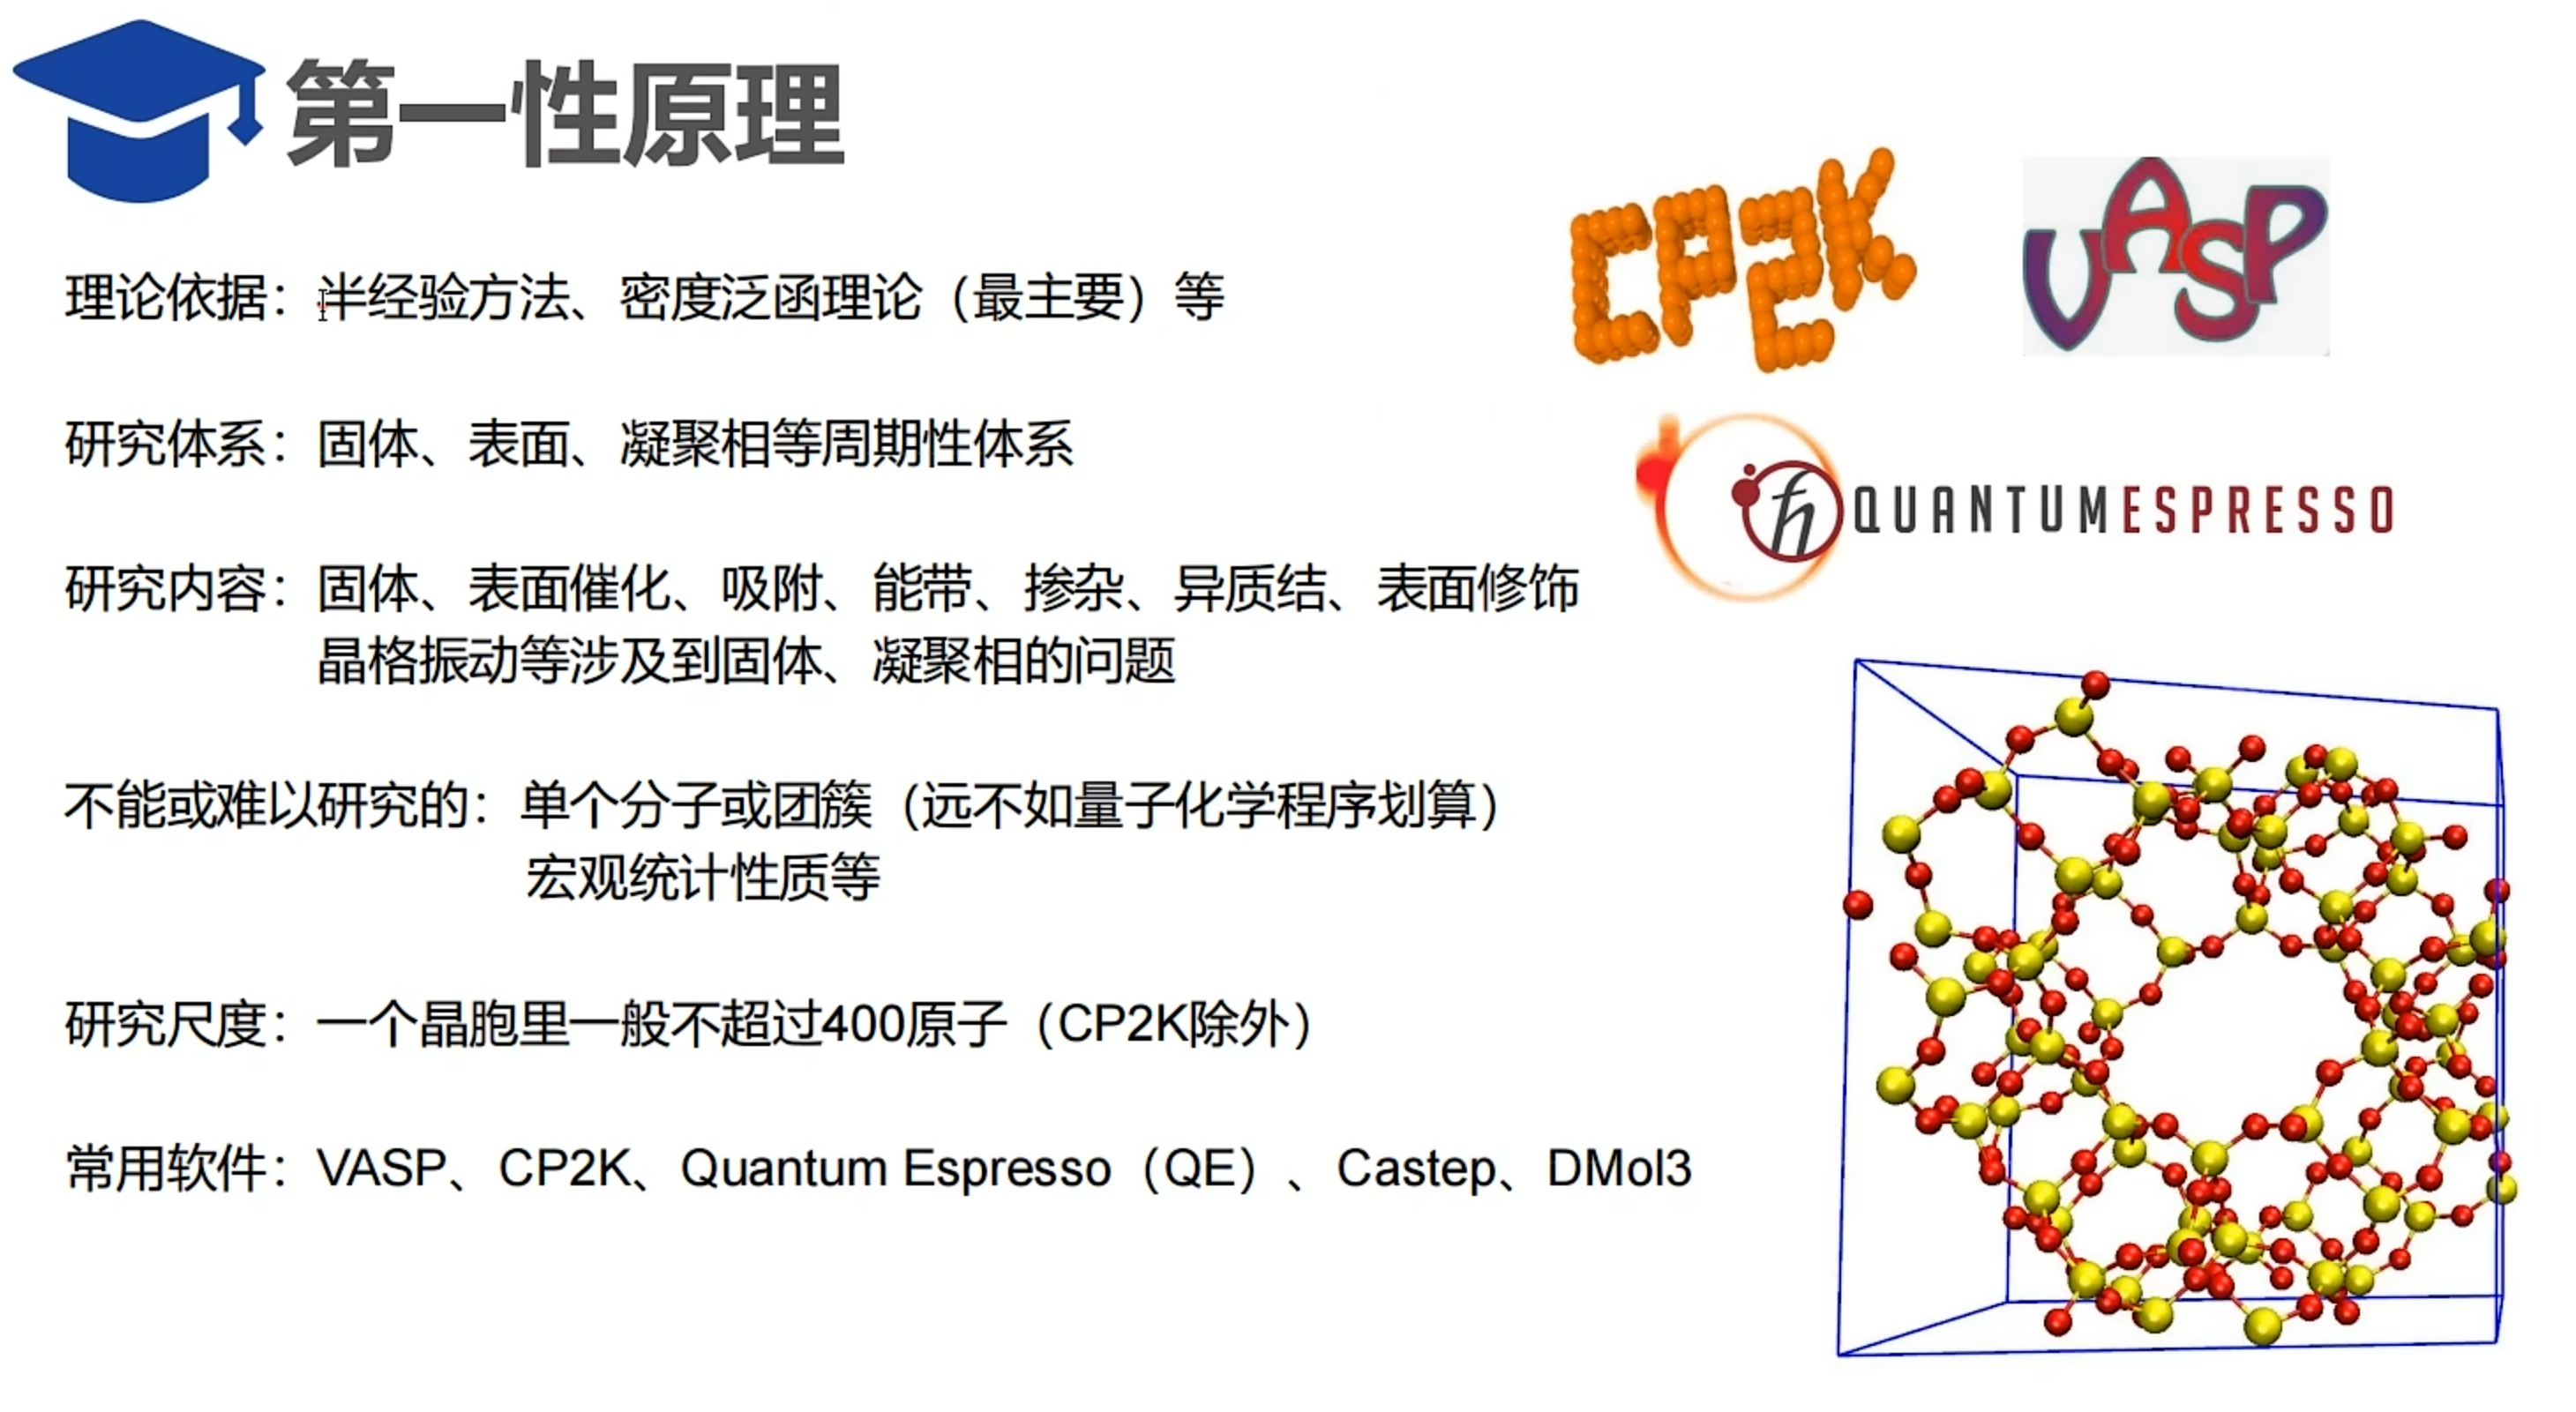 第一性原理
CP2K
VASP
理论依据：半经验方法、密度泛函理论（最主要）等
研究体系：固体、表面、凝聚相等周期性体系
ħ QUANTUMESPRESSO
研究内容：固体、表面催化、吸附、能带、掺杂、异质结、表面修饰
晶格振动等涉及到固体、凝聚相的问题
不能或难以研究的：单个分子或团簇（远不如量子化学程序划算）
宏观统计性质等
研究尺度：一个晶胞里一般不超过400原子（CP2K除外）
常用软件：VASP、CP2K、Quantum Espresso（QE）、Castep、DMol3